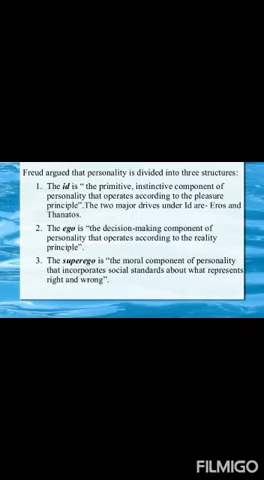 Freud argued that personality is divided into three structures:
1. The id is “ the primitive, instinctive component of
personality that operates according to the pleasure
principle”.The two major drives under Id are- Eros and
Thanatos.
2. The ego is “the decision-making component of
personality that operates according to the reality
principle”.
3. The superego is “the moral component of personality
that incorporates social standards about what represents
right and wrong”.
FILMIGO